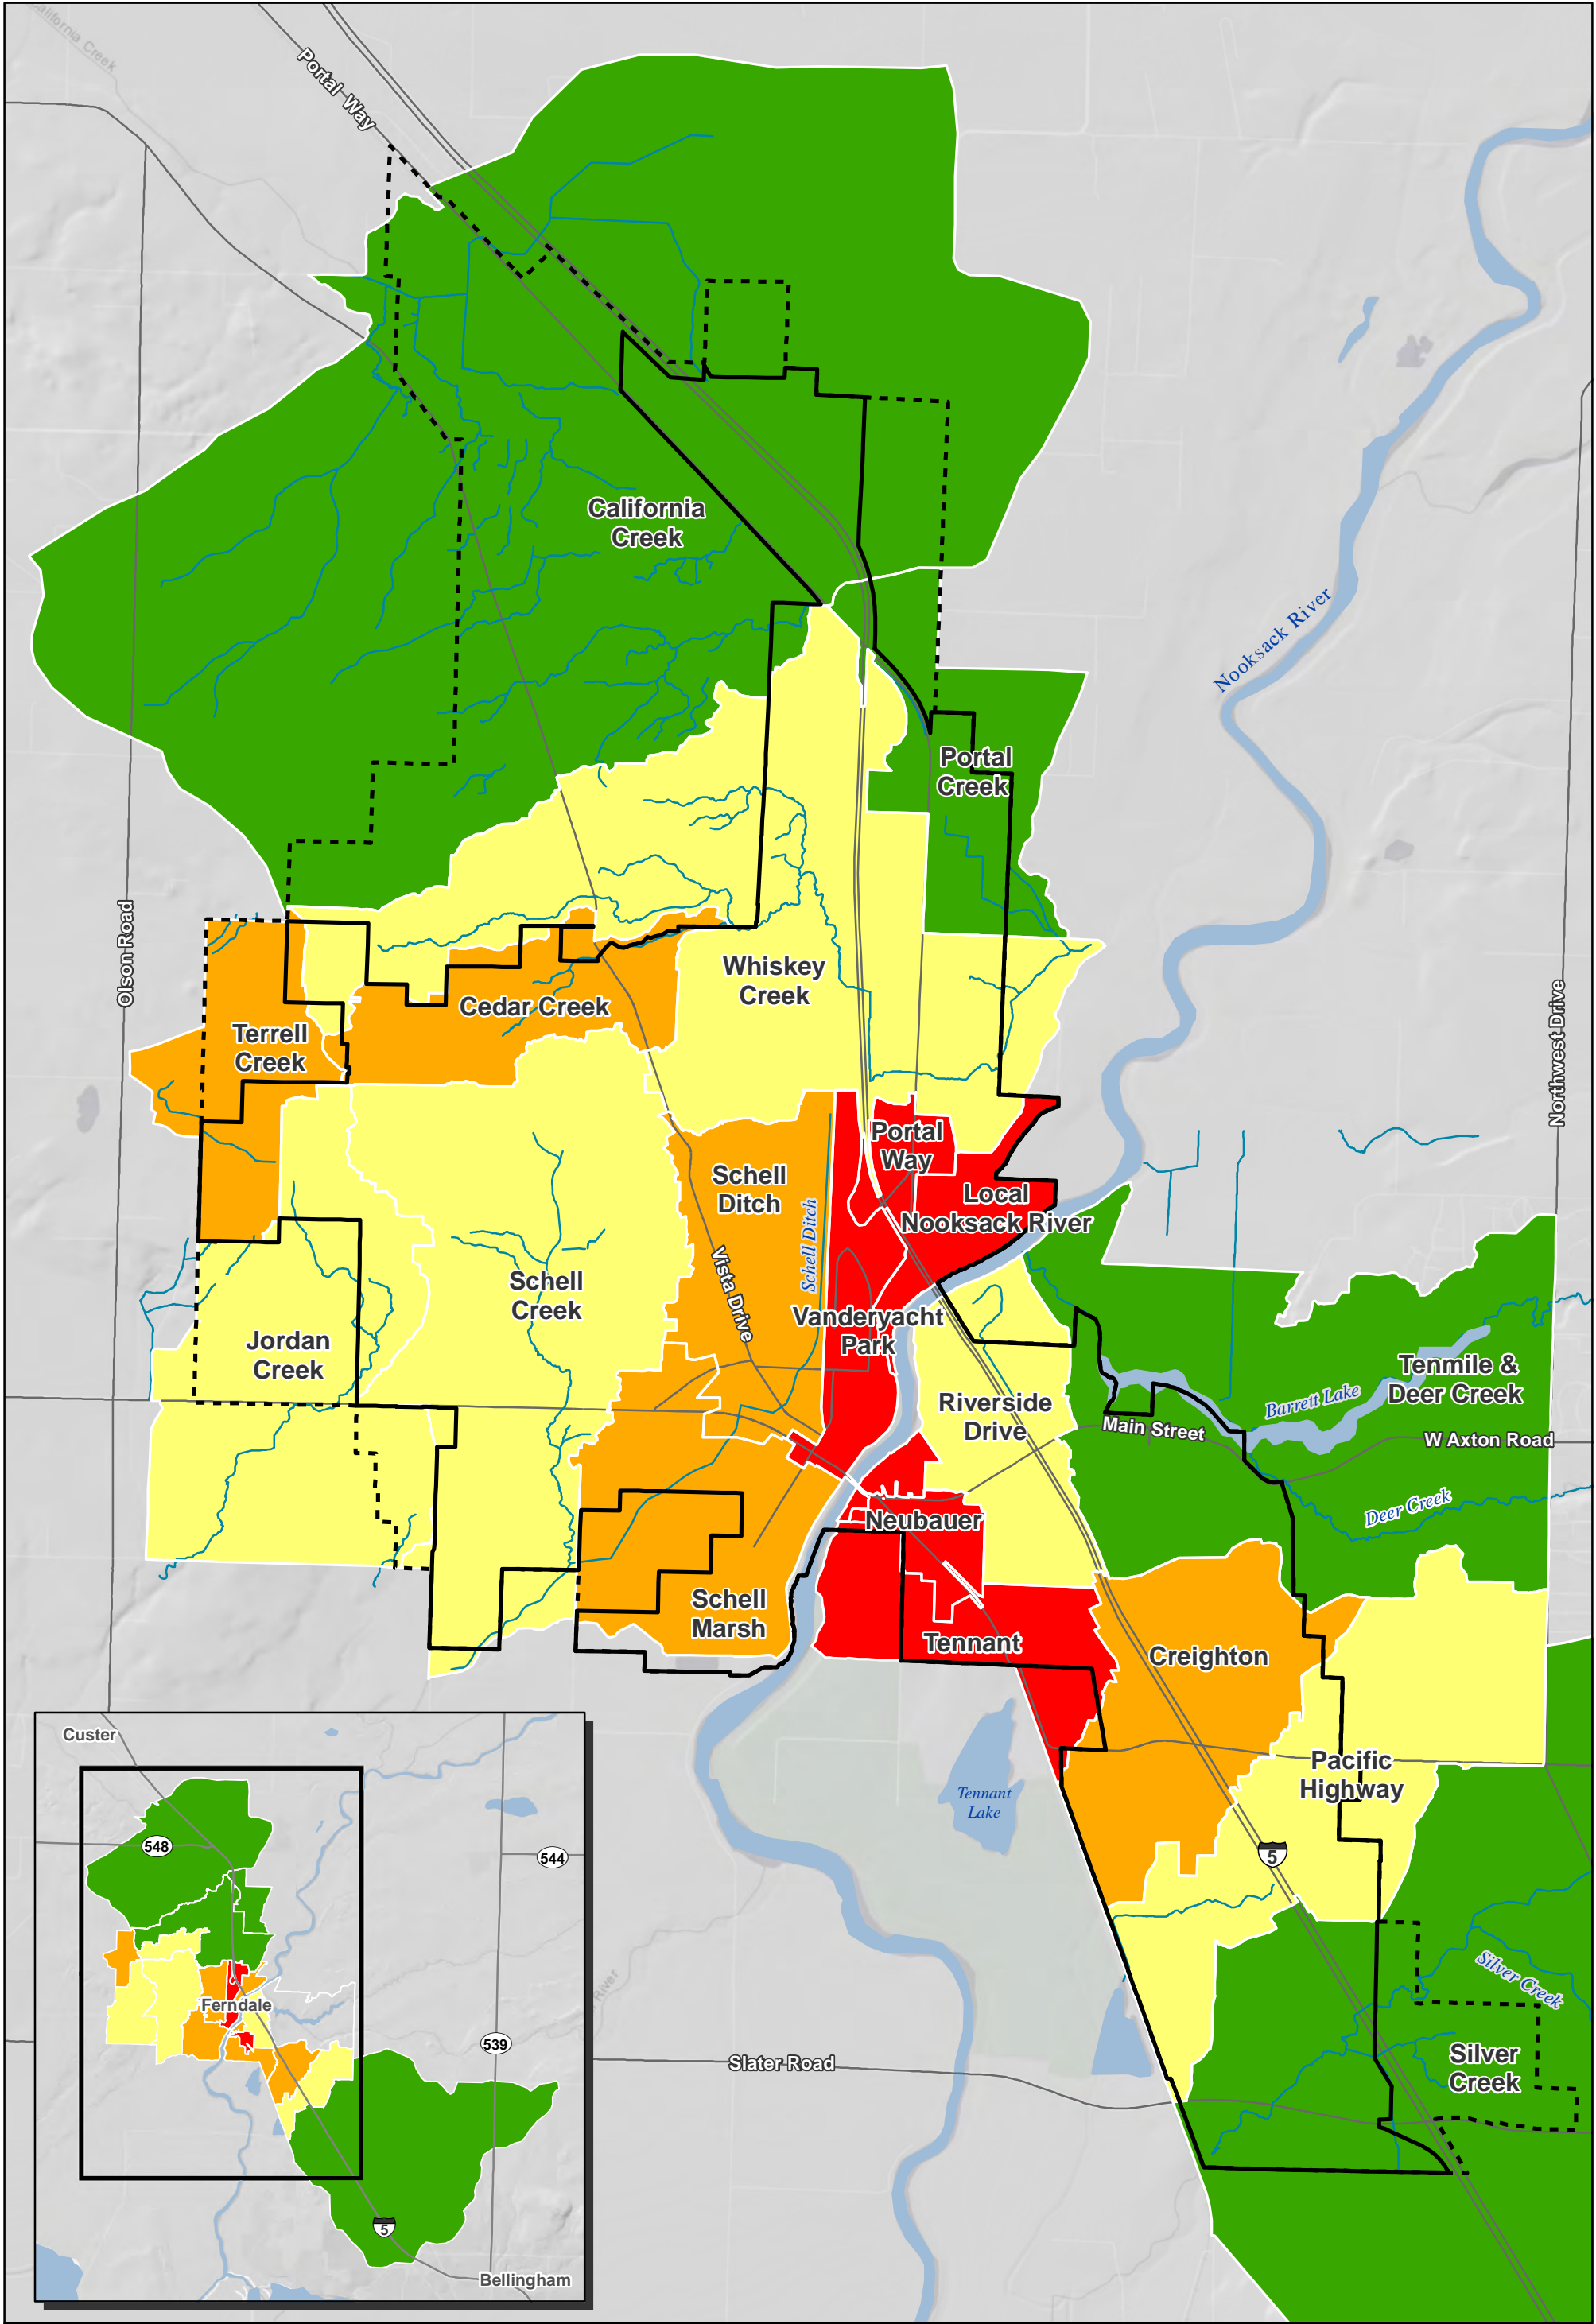 California Creek
Portal Way
California
Creek
Nooksack River
Portal
Creek
Olson Road
Whiskey
Creek
Cedar Creek
Terrell
Creek
Northwest Drive
Portal
Way
Schell
Ditch
Local
Nooksack River
Schell Ditch
Vista Drive
Schell
Creek
Vanderyacht
Park
Jordan
Creek
Tenmile &
Deer Creek
Barrett Lake
Riverside
Drive
Main Street
W Axton Road
Deer Creek
Neubauer
Schell
Marsh
Tennant
Creighton
Pacific
Highway
Tennant
Lake
5
Silver Creek
Silver
Creek
Slater Road
River
Custer
548
544
Ferndale
539
5
Bellingham